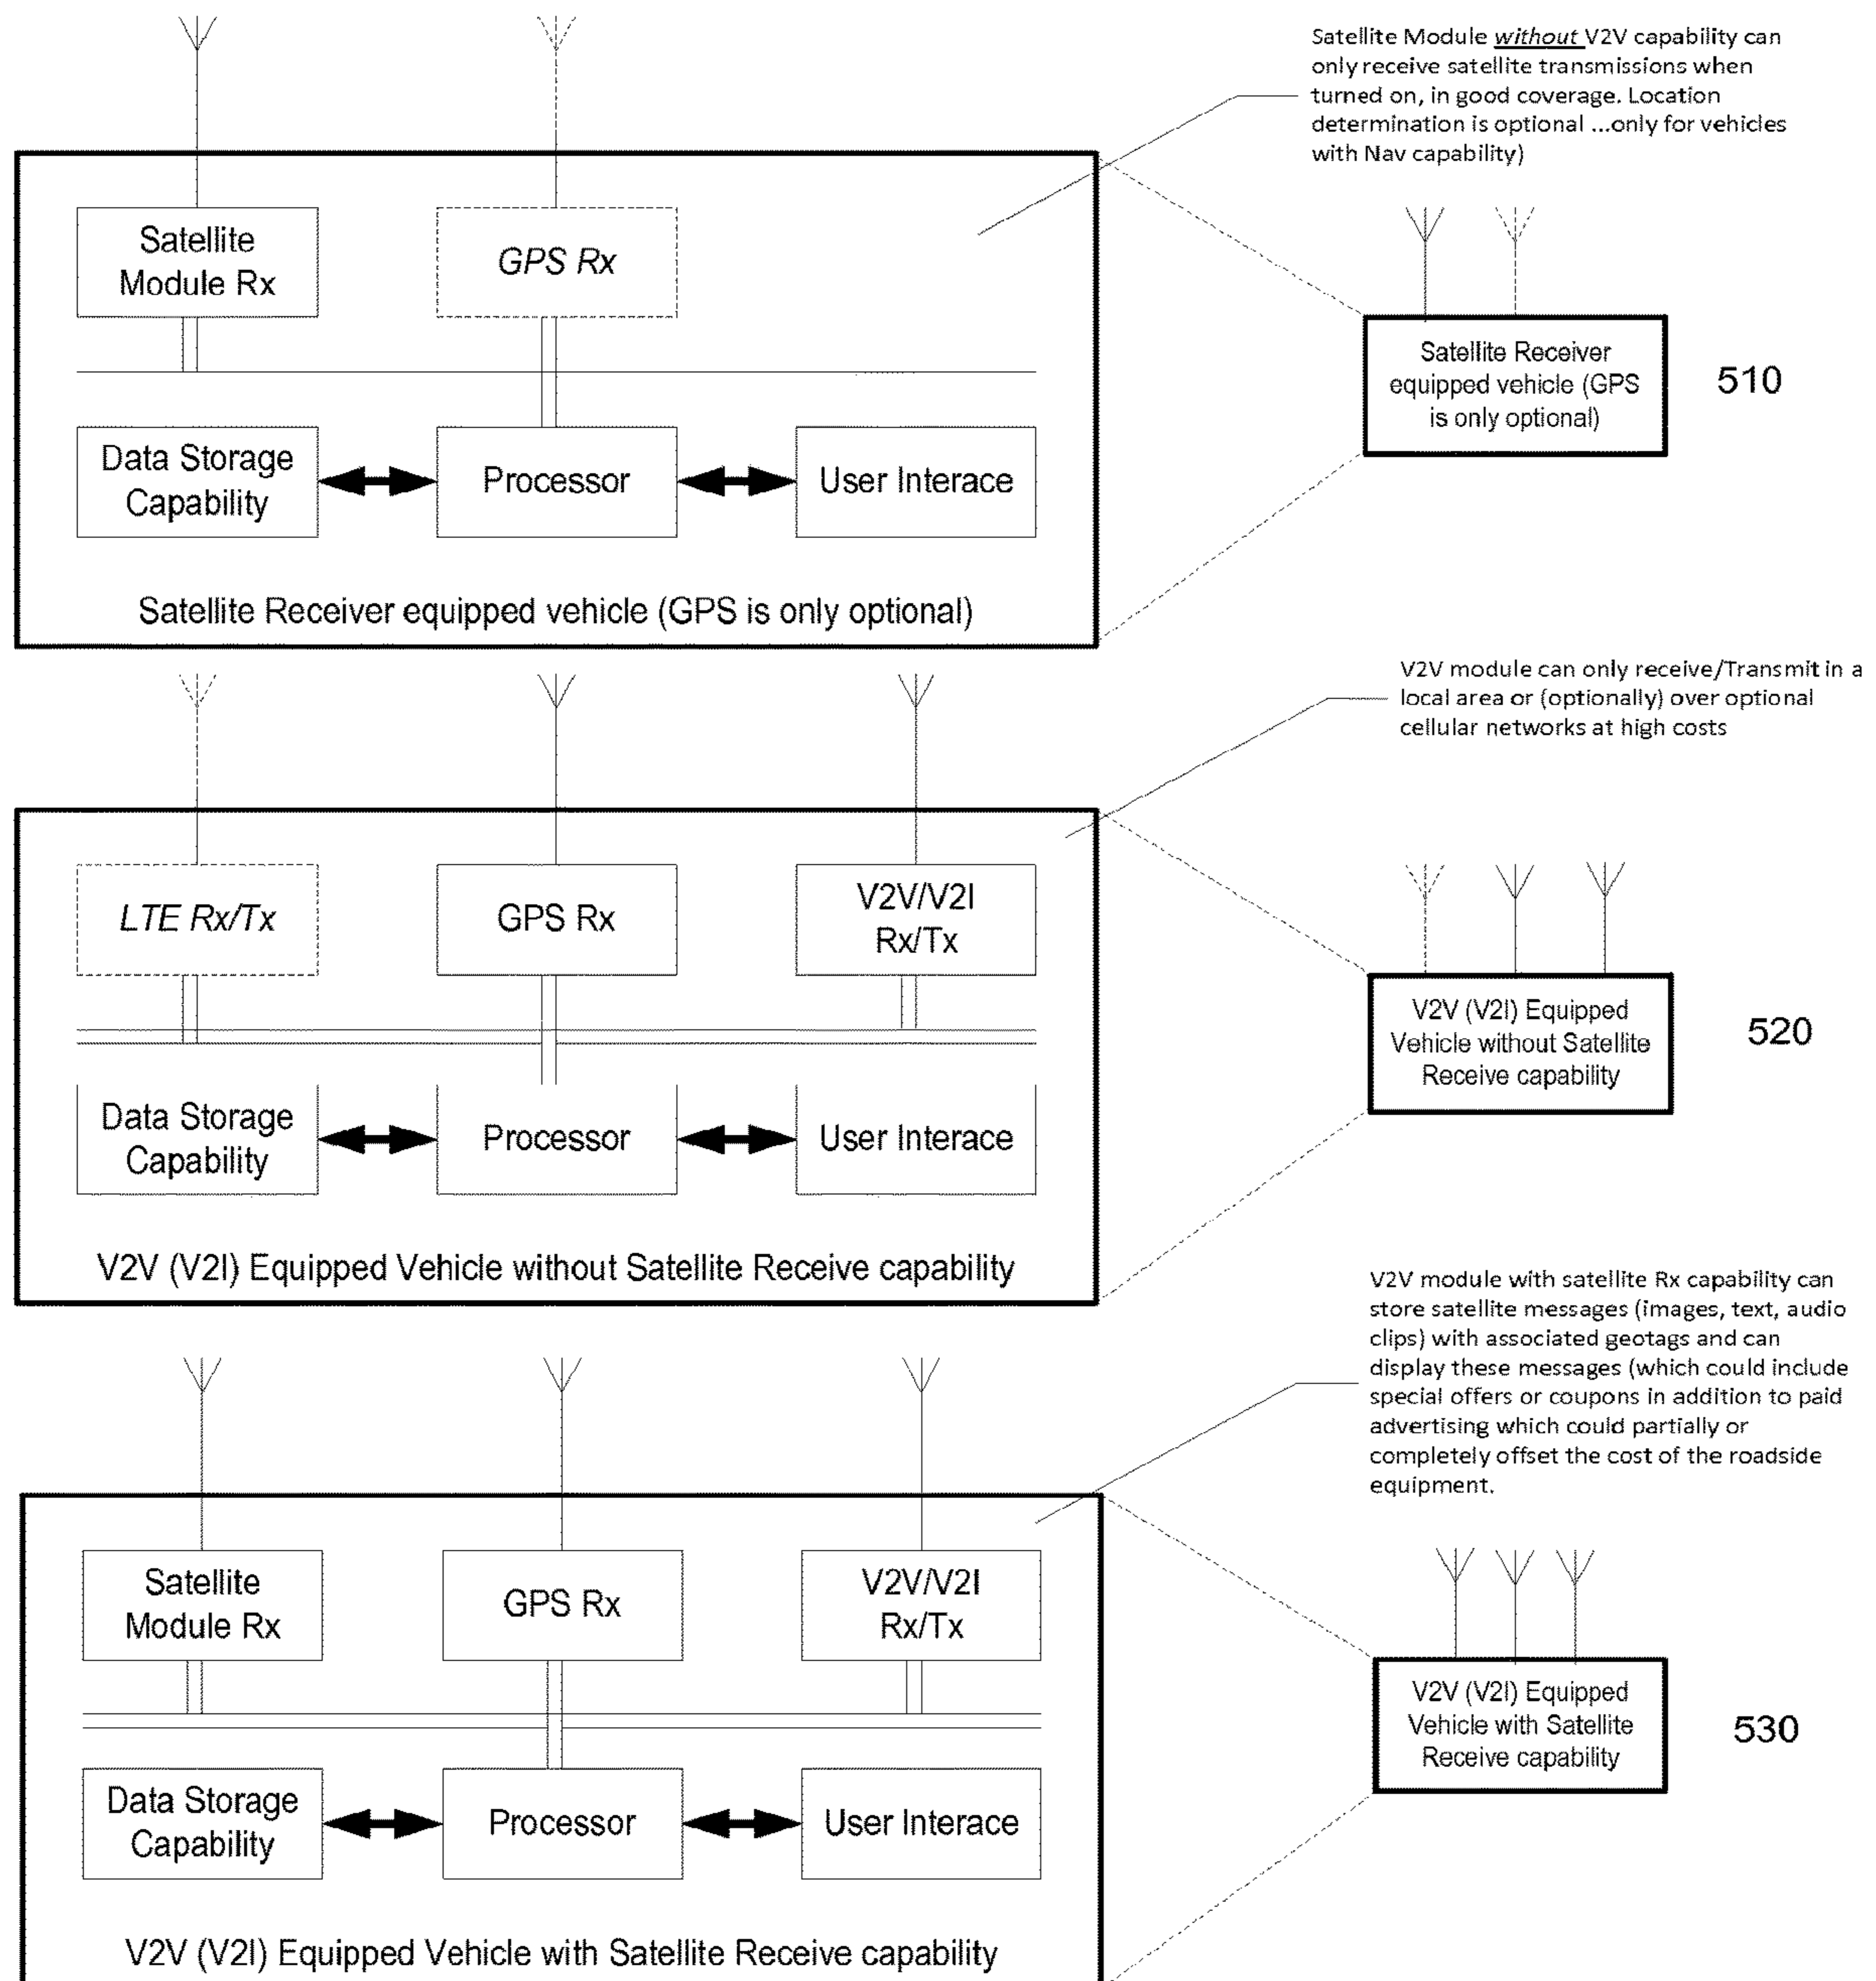 Satellite Module without V2V capability can
only receive satellite transmissions when
turned on, in good coverage. Location
determination is optional ...only for vehicles
with Nav capability)
Satellite
Module Rx
GPS Rx
Data Storage
Capability
Processor
User Interace
Satellite Receiver equipped vehicle (GPS is only optional)
Satellite Receiver
equipped vehicle (GPS
is only optional)
510
V2V module can only receive/Transmit in a
local area or (optionally) over optional
cellular networks at high costs
LTE Rx/Tx
GPS Rx
V2V/V2I
Rx/Tx
Data Storage
Capability
Processor
User Interace
V2V (V2I) Equipped Vehicle without Satellite Receive capability
V2V (V2I) Equipped
Vehicle without Satellite
Receive capability
520
V2V module with satellite Rx capability can
store satellite messages (images, text, audio
clips) with associated geotags and can
display these messages (which could include
special offers or coupons in addition to paid
advertising which could partially or
completely offset the cost of the roadside
equipment.
Satellite
Module Rx
GPS Rx
V2V/V2I
Rx/Tx
Data Storage
Capability
Processor
User Interace
V2V (V2I) Equipped Vehicle with Satellite Receive capability
V2V (V2I) Equipped
Vehicle with Satellite
Receive capability
530